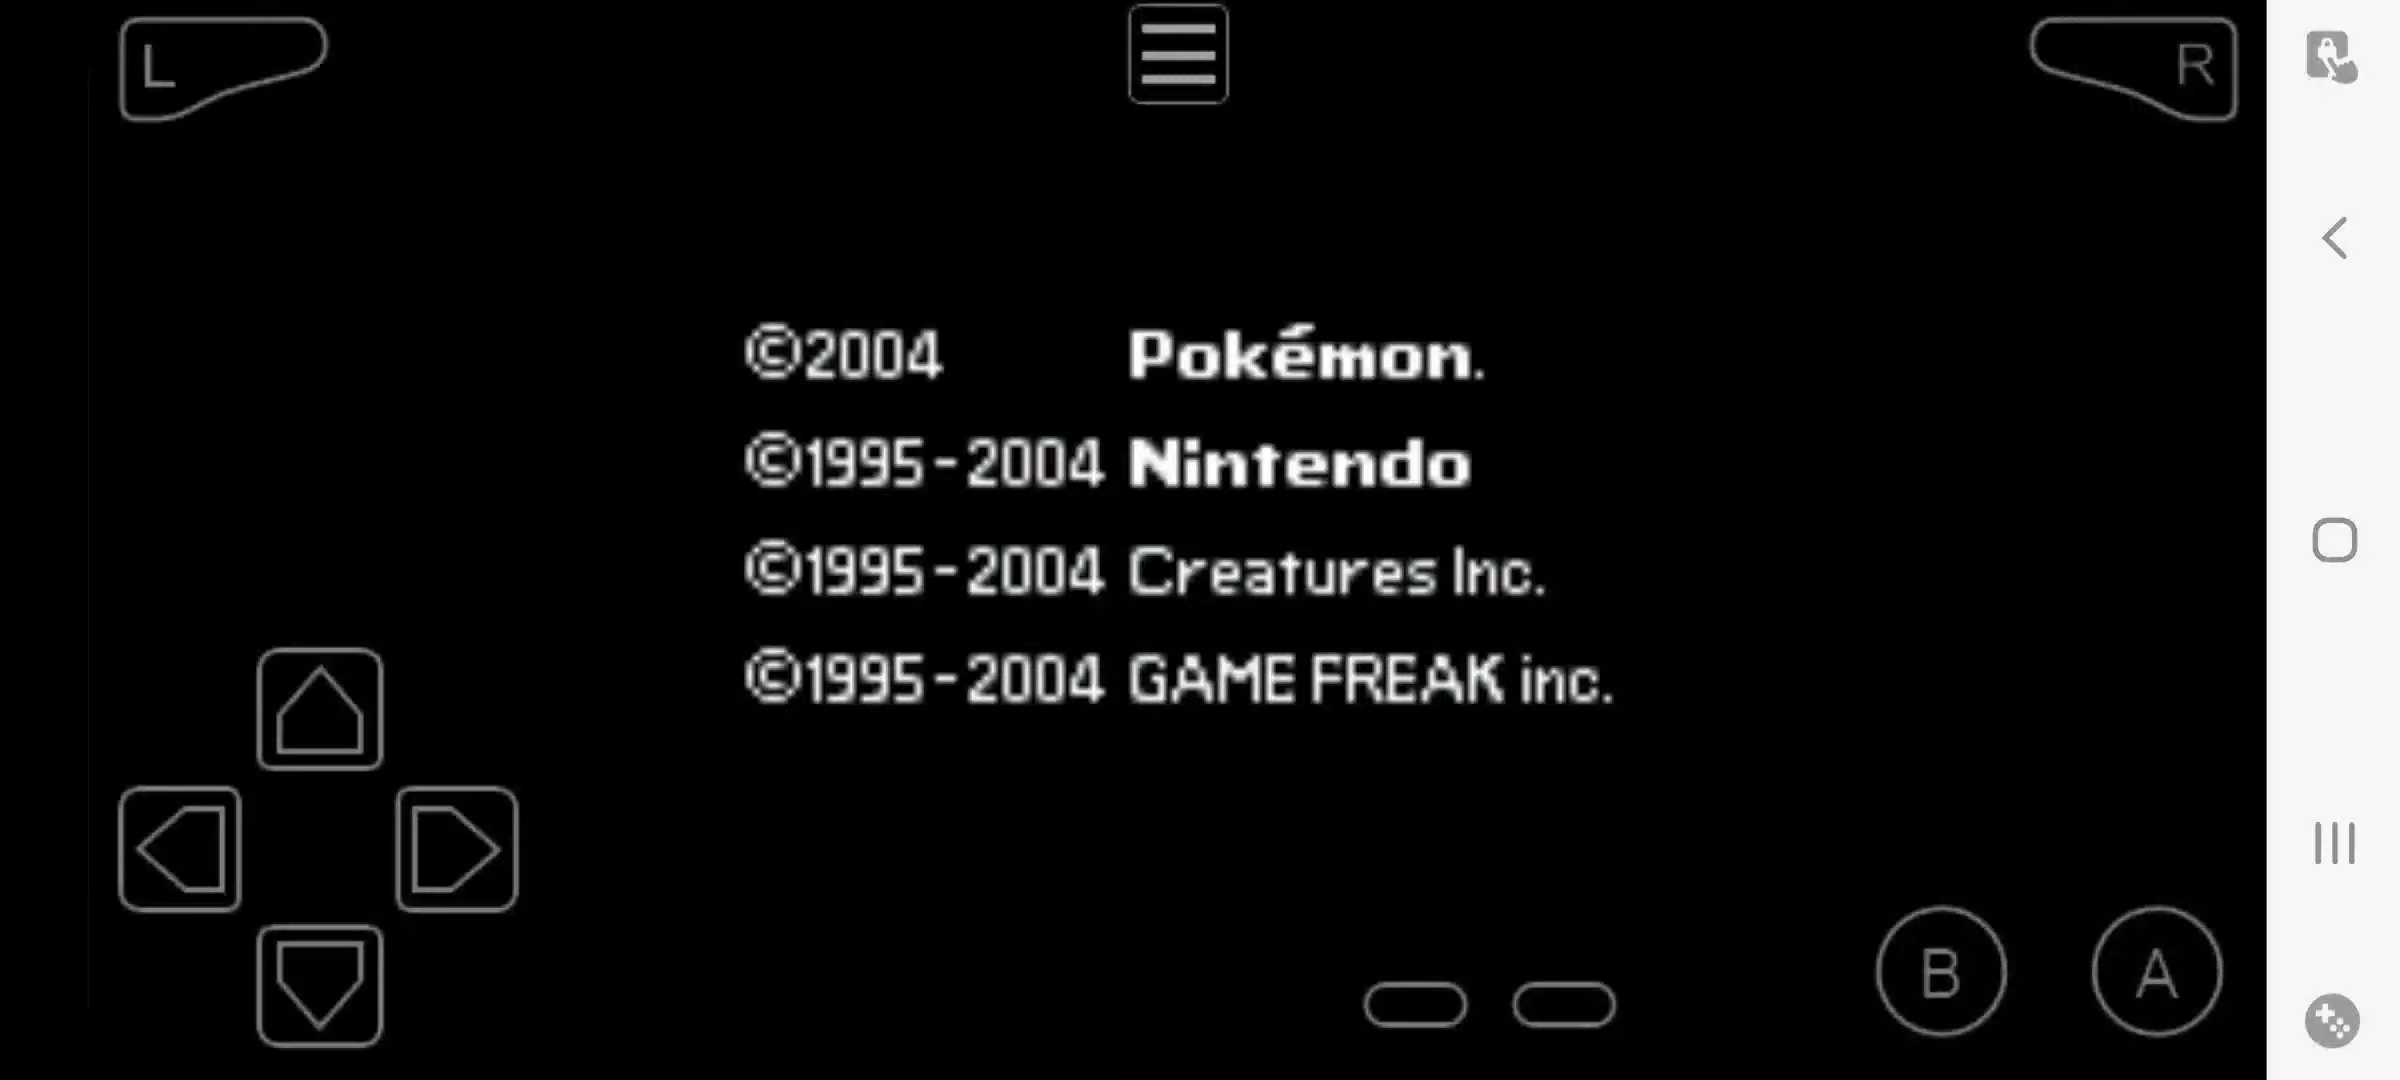 L
R
©2004 Pokémon.
©1995-2004 Nintendo
©1995-2004 Creatures Inc.
©1995-2004 GAME FREAK inc.
B
A